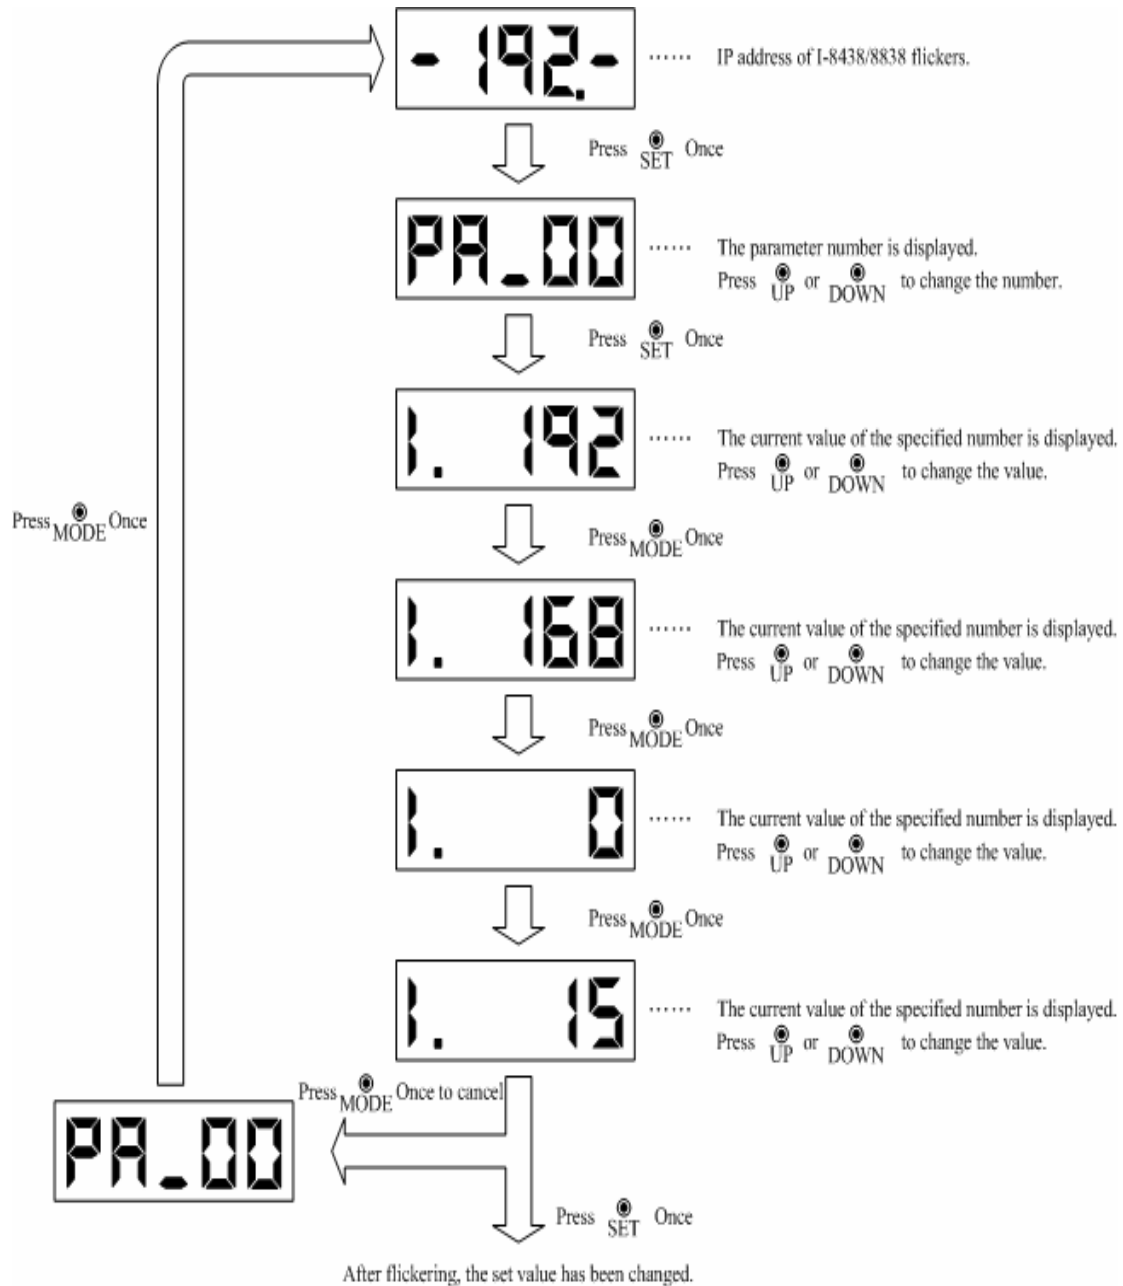 -192.- ...... IP address of I-8438/8838 flickers.
Press SET Once
PA_00 ...... The parameter number is displayed.
Press UP or DOWN to change the number.
Press SET Once
1. 192 ...... The current value of the specified number is displayed.
Press UP or DOWN to change the value.
Press MODE Once
Press MODE Once
1. 168 ...... The current value of the specified number is displayed.
Press UP or DOWN to change the value.
Press MODE Once
1. 0 ...... The current value of the specified number is displayed.
Press UP or DOWN to change the value.
Press MODE Once
1. 15 ...... The current value of the specified number is displayed.
Press UP or DOWN to change the value.
Press MODE Once to cancel
PA_00
Press SET Once
After flickering, the set value has been changed.